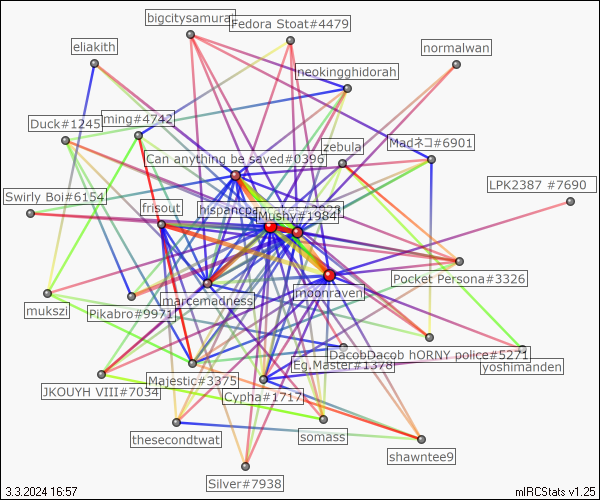 bigcitysamurai
Fedora Stoat#4479
eliakith
normalwan
neokingghidorah
Duck#1245
ming#4742
Madネコ#6901
zebula
Can anything be saved#0396
LPK2387 #7690
Swirly Boi#6154
frisout
Mushy#1984
Pocket Persona#3326
mukszi
marcemadness
moonraven
Pikabro#9971
DacobDacob hORNY police#5271
Eg.Master#1378
yoshimanden
Majestic#3375
JKOUYH VIII#7034
Cypha#1717
thesecondtwat
somass
shawntee9
Silver#7938
3.3.2024 16:57
mIRCStats v1.25